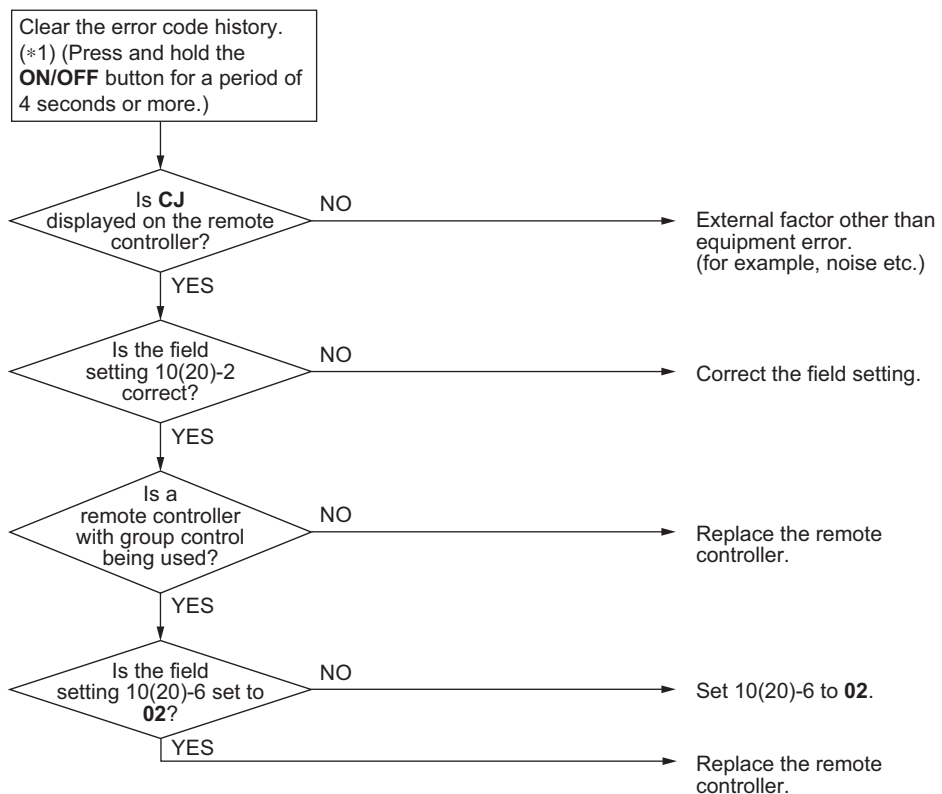 Clear the error code history.
(*1) (Press and hold the
ON/OFF button for a period of
4 seconds or more.)
Is CJ
displayed on the remote
controller?
NO
External factor other than
equipment error.
(for example, noise etc.)
YES
Is the field
setting 10(20)-2
correct?
NO
Correct the field setting.
YES
Is a
remote controller
with group control
being used?
NO
Replace the remote
controller.
YES
Is the field
setting 10(20)-6 set to
02?
NO
Set 10(20)-6 to 02.
YES
Replace the remote
controller.